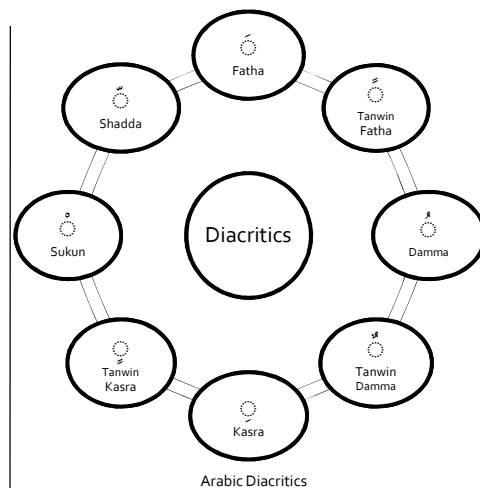 ◌َ
Fatha
◌ً
Tanwin
Fatha
◌ُ
Damma
◌ٌ
Tanwin
Damma
◌ِ
Kasra
◌ٍ
Tanwin
Kasra
◌ْ
Sukun
◌ّ
Shadda
Diacritics
Arabic Diacritics